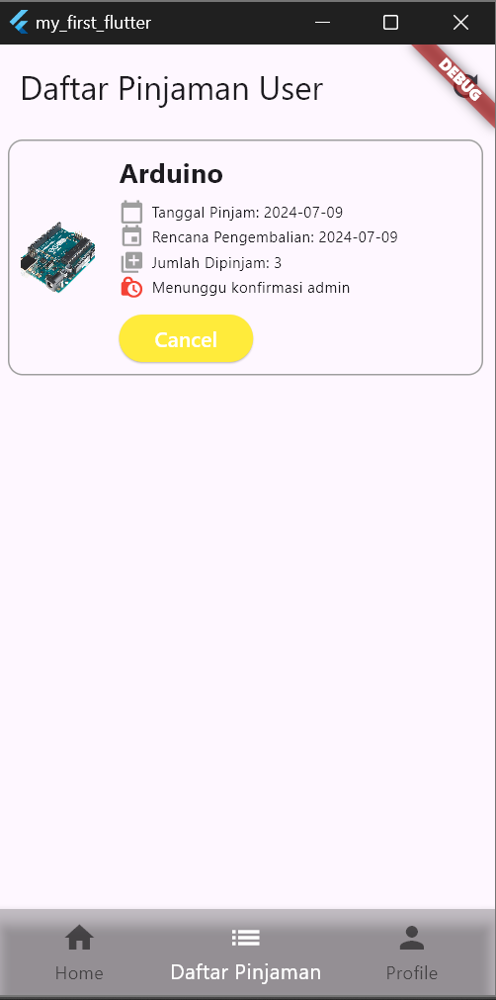 my_first_flutter
Daftar Pinjaman User
DEBUG
Arduino
Tanggal Pinjam: 2024-07-09
Rencana Pengembalian: 2024-07-09
Jumlah Dipinjam: 3
Menunggu konfirmasi admin
Cancel
Home
Daftar Pinjaman
Profile